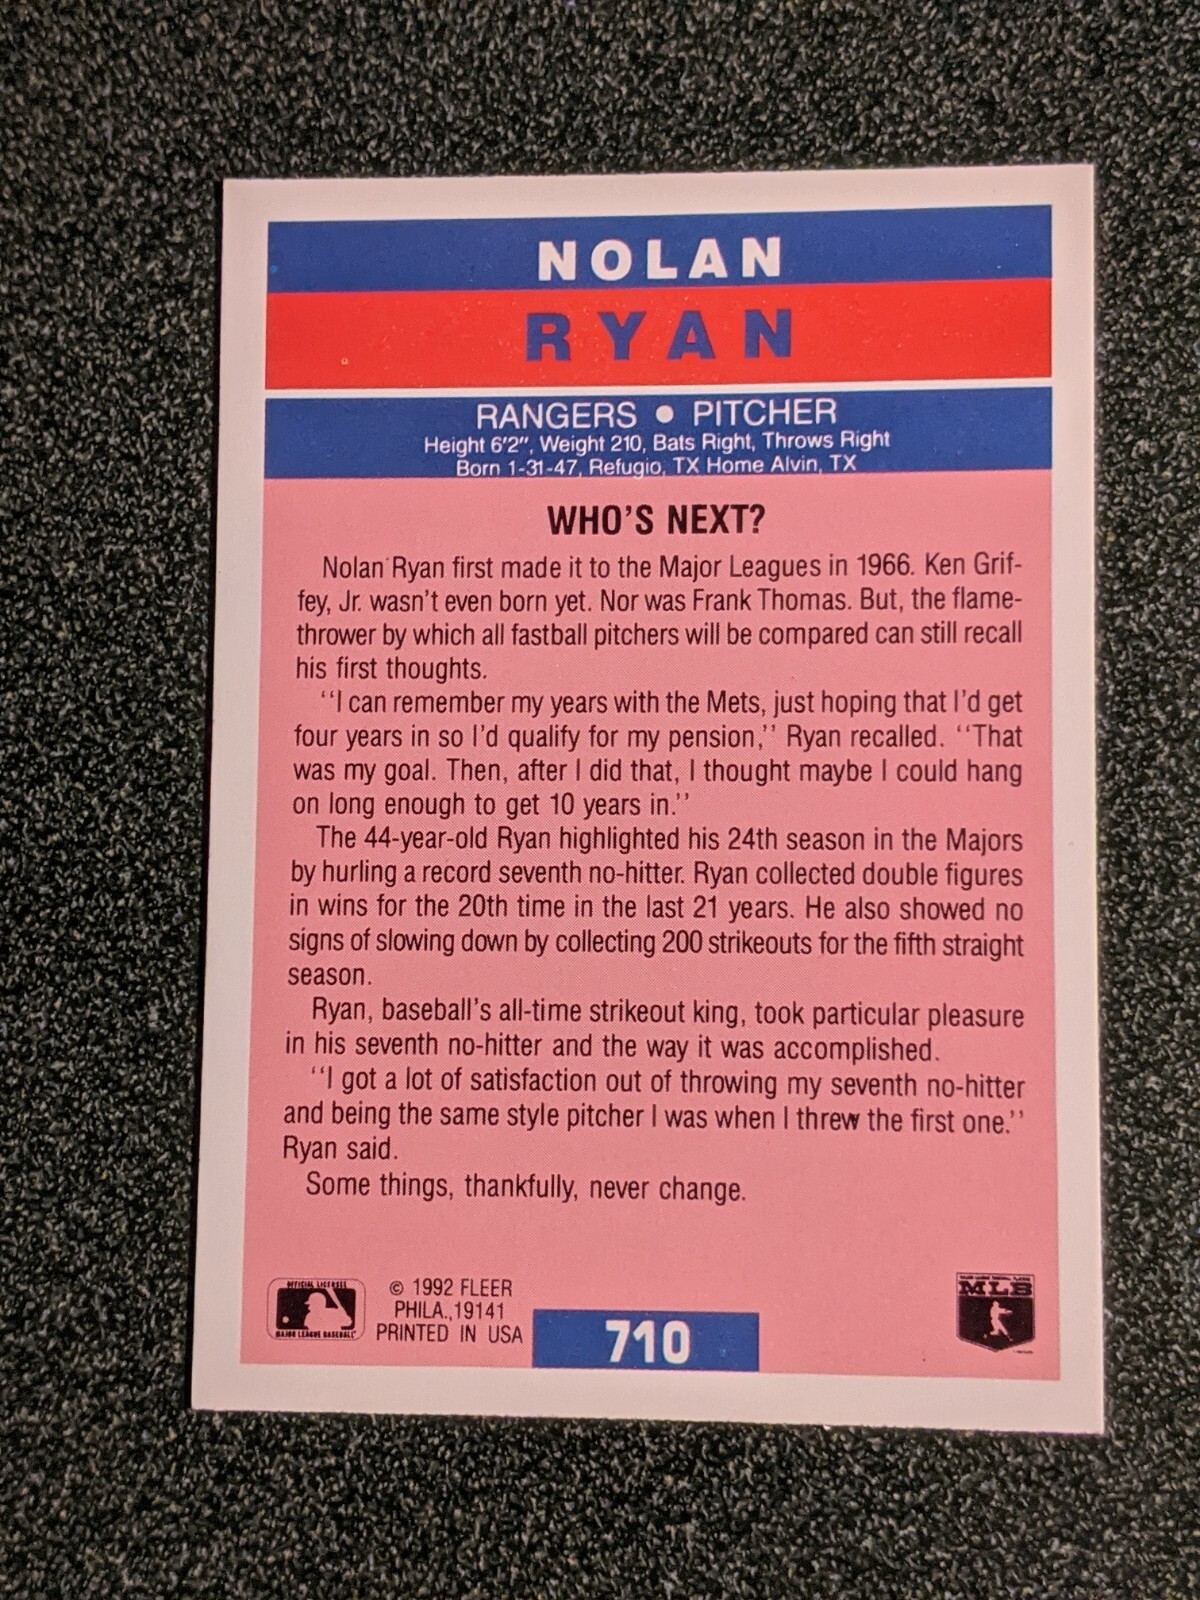 NOLAN
RYAN
RANGERS • PITCHER
Height 6'2", Weight 210, Bats Right, Throws Right
Born 1-31-47, Refugio, TX Home Alvin, TX
WHO'S NEXT?
Nolan Ryan first made it to the Major Leagues in 1966. Ken Grif-
fey, Jr. wasn't even born yet. Nor was Frank Thomas. But, the flame-
thrower by which all fastball pitchers will be compared can still recall
his first thoughts.
''I can remember my years with the Mets, just hoping that I'd get
four years in so I'd qualify for my pension,'' Ryan recalled. ''That
was my goal. Then, after I did that, I thought maybe I could hang
on long enough to get 10 years in.''
The 44-year-old Ryan highlighted his 24th season in the Majors
by hurling a record seventh no-hitter. Ryan collected double figures
in wins for the 20th time in the last 21 years. He also showed no
signs of slowing down by collecting 200 strikeouts for the fifth straight
season.
Ryan, baseball's all-time strikeout king, took particular pleasure
in his seventh no-hitter and the way it was accomplished.
''I got a lot of satisfaction out of throwing my seventh no-hitter
and being the same style pitcher I was when I threw the first one.''
Ryan said.
Some things, thankfully, never change.
OFFICIAL LICENSEE
MAJOR LEAGUE BASEBALL
© 1992 FLEER
PHILA., 19141
PRINTED IN USA
710
MAJOR LEAGUE BASEBALL PLAYERS
MLB